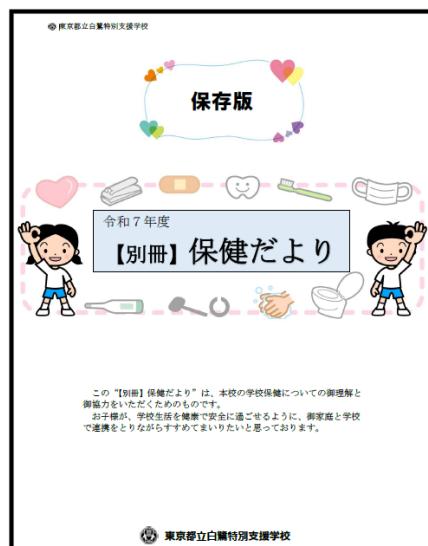 東京都立白鷺特別支援学校
保存版
令和７年度
【別冊】保健だより
この“【別冊】保健だより”は、本校の学校保健についての御理解と
御協力をいただくためのものです。
お子様が、学校生活を健康で安全に過ごせるように、御家庭と学校
で連携をとりながらすすめてまいりたいと思っております。
東京都立白鷺特別支援学校